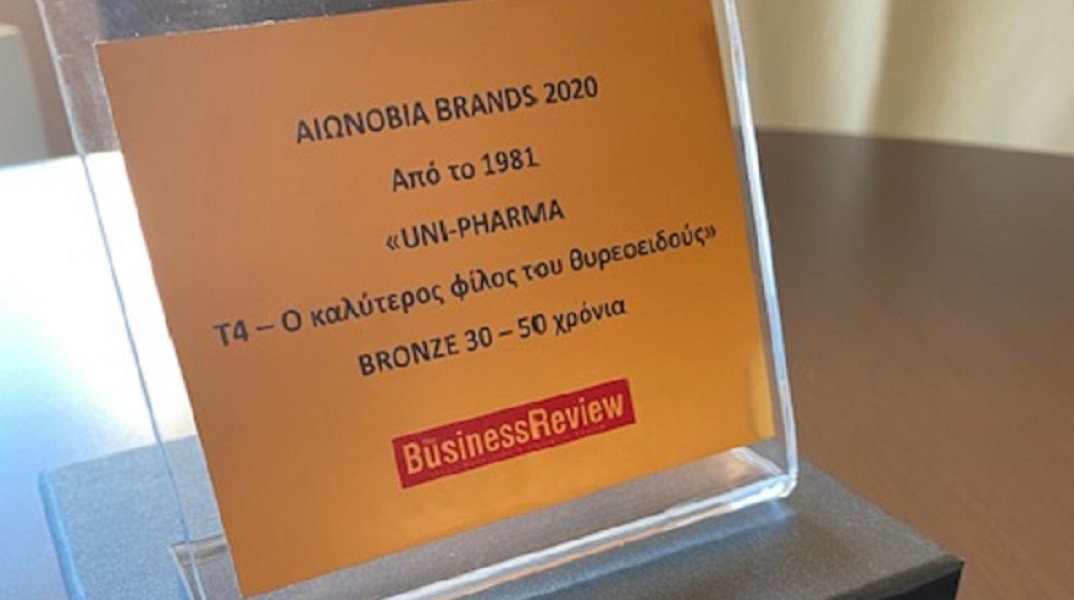 ΑΙΩΝΟΒΙΑ BRANDS 2020
Από το 1981
«UNI-PHARMA
T4 – Ο καλύτερος φίλος του θυρεοειδούς»
BRONZE 30 – 50 χρόνια
BusinessReview